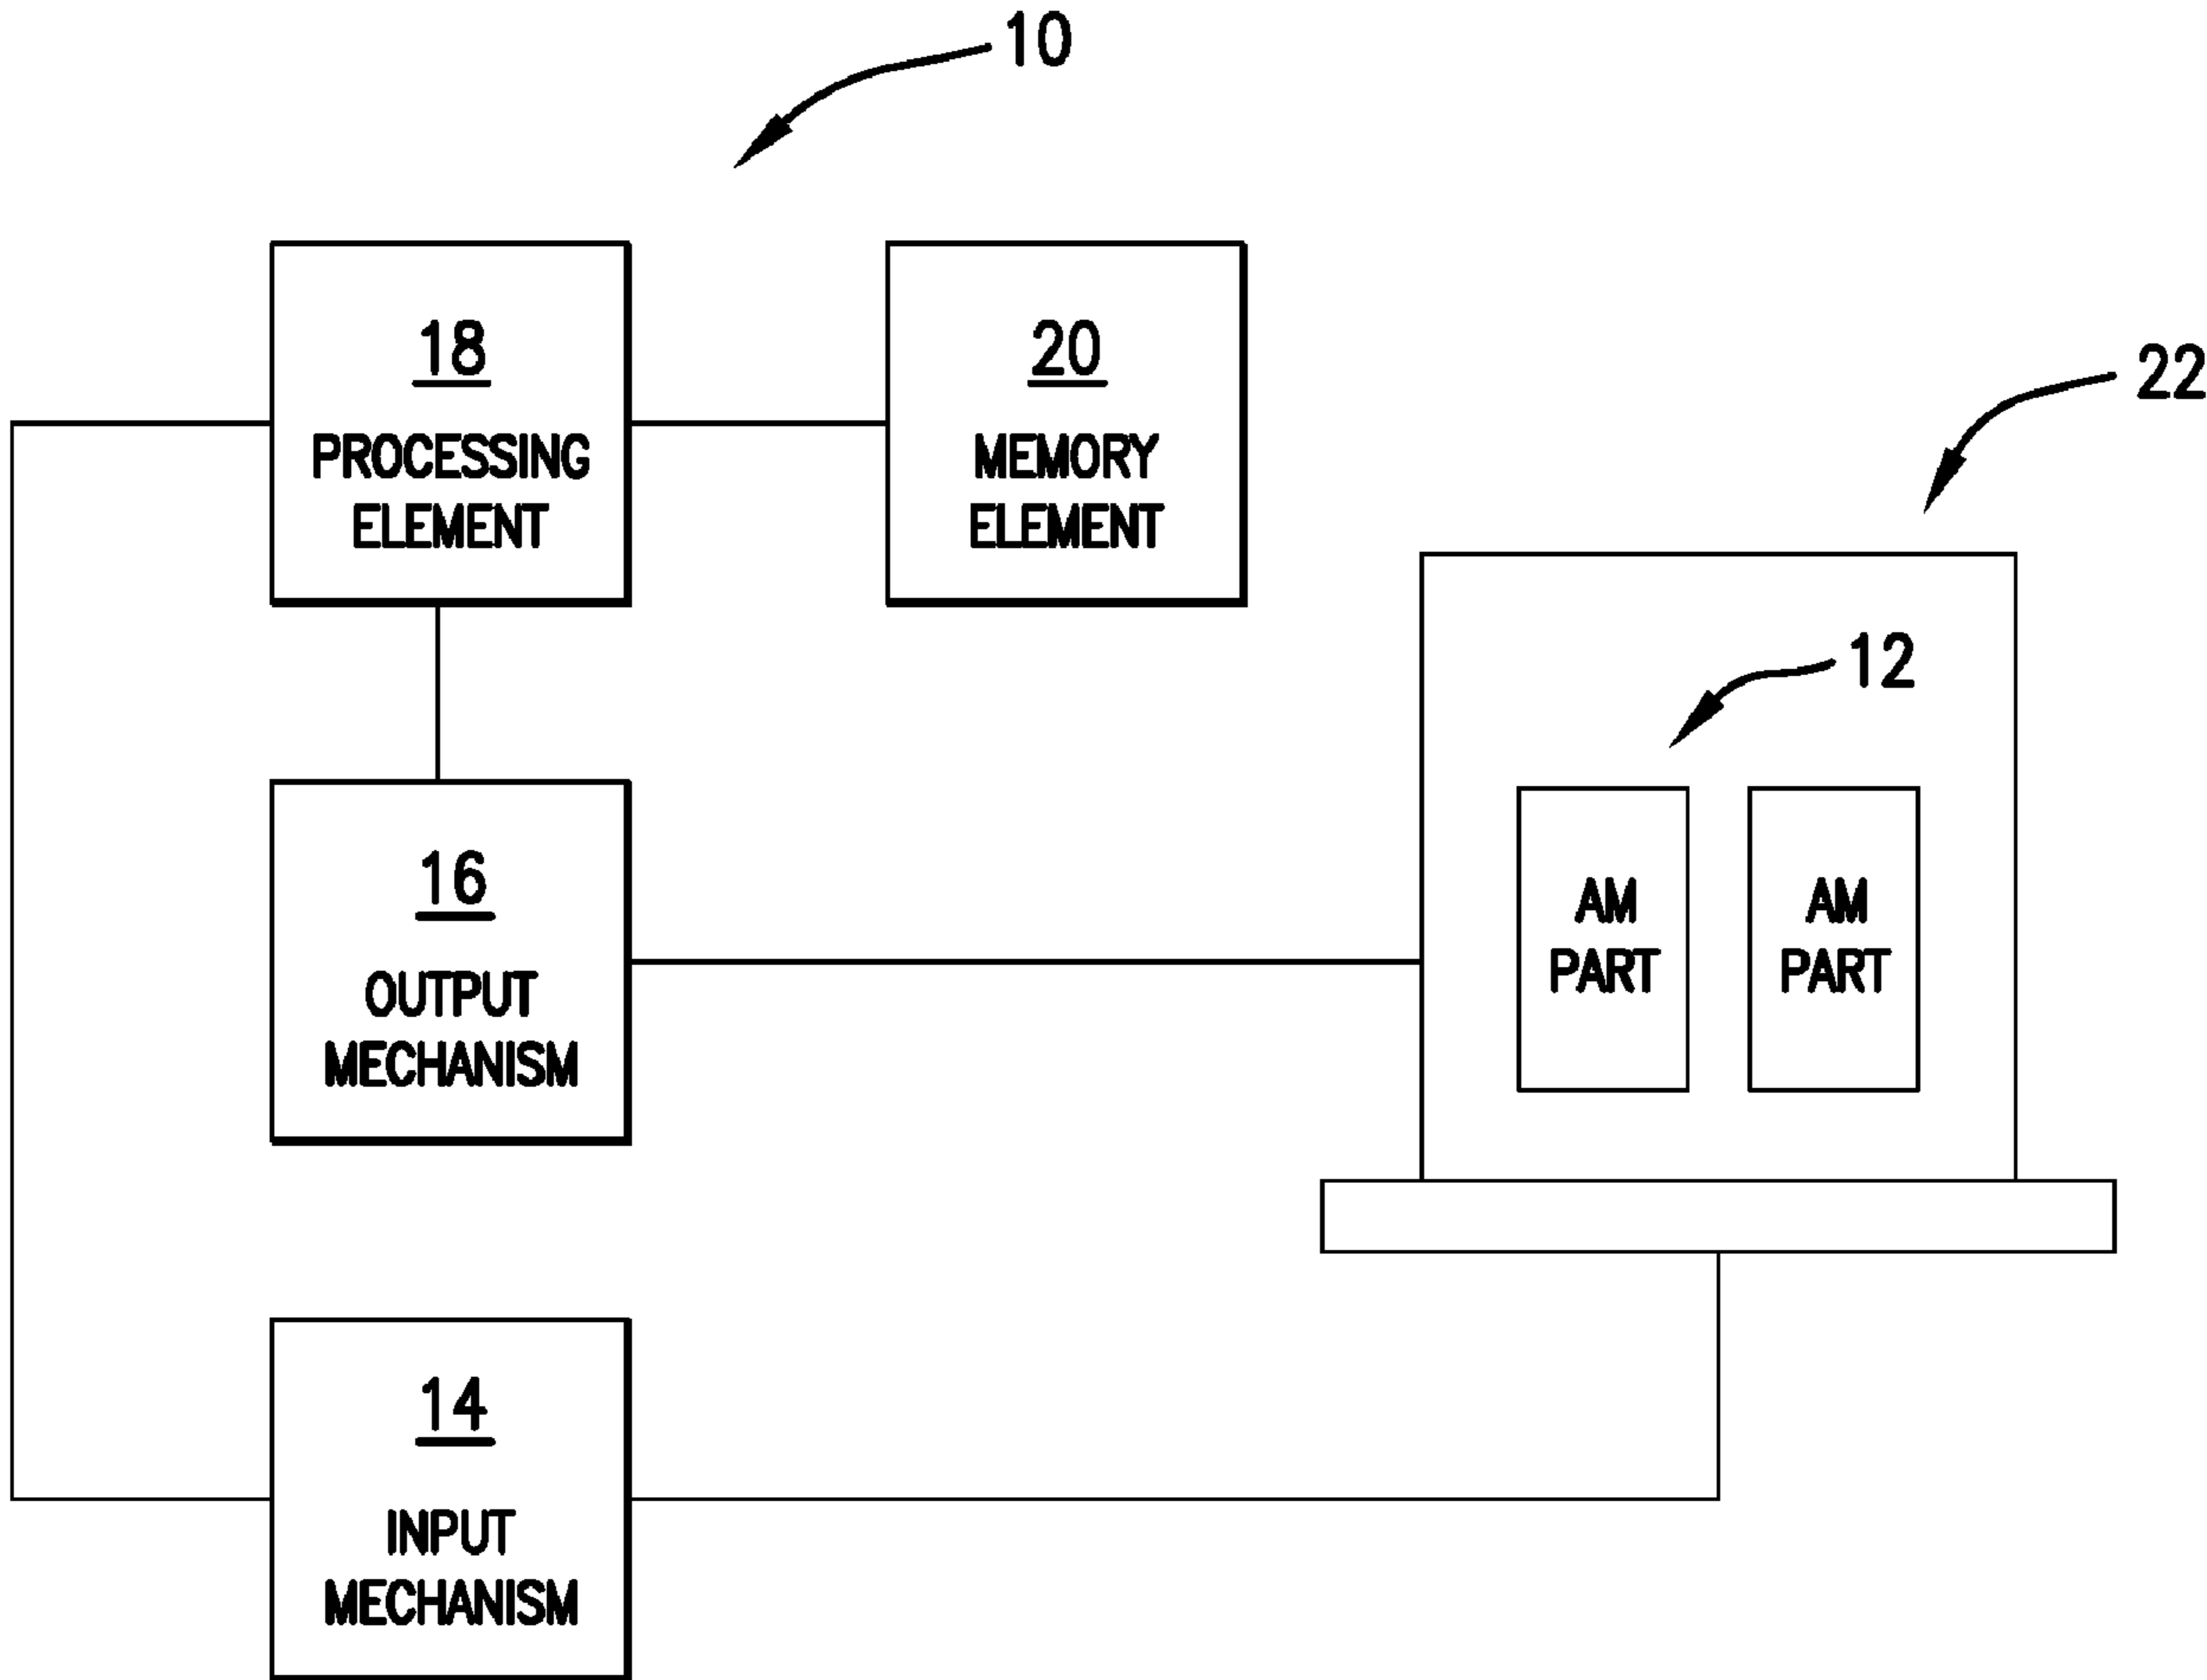 10
18
PROCESSING
ELEMENT
20
MEMORY
ELEMENT
22
12
16
OUTPUT
MECHANISM
AM
PART
AM
PART
14
INPUT
MECHANISM